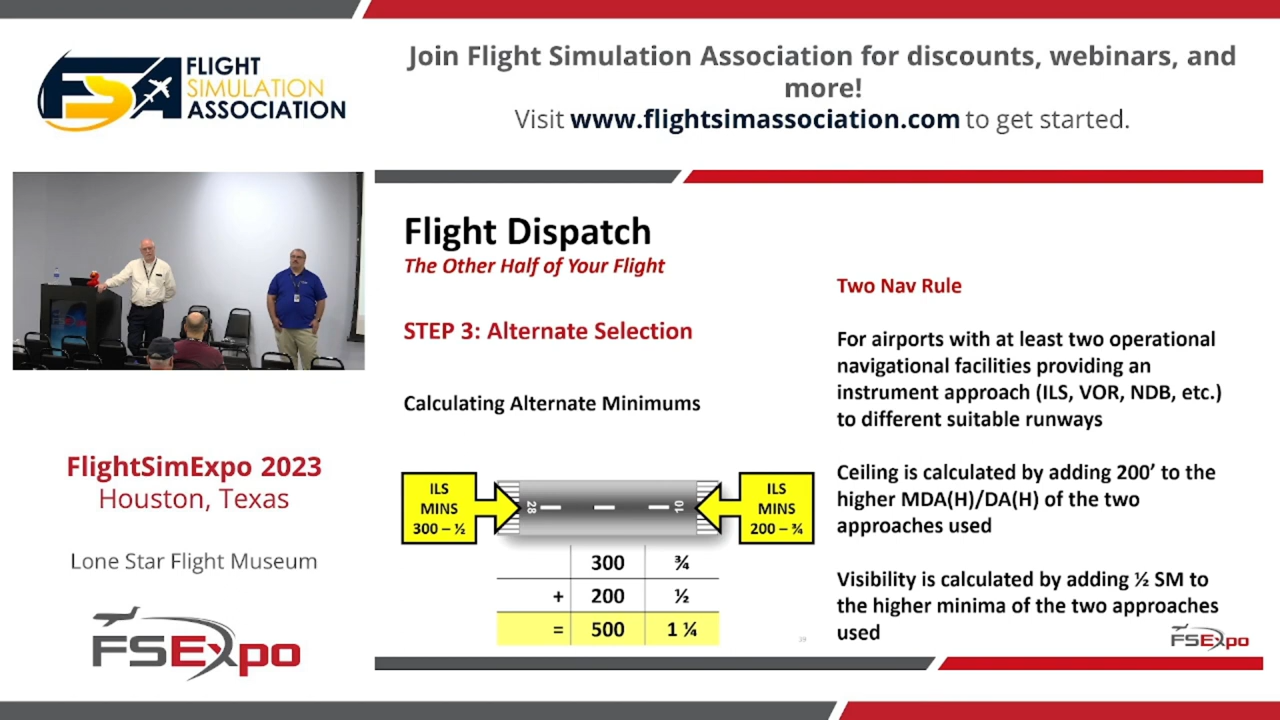 FLIGHT
SIMULATION
ASSOCIATION
Join Flight Simulation Association for discounts, webinars, and
more!
Visit www.flightsimassociation.com to get started.
Flight Dispatch
The Other Half of Your Flight
STEP 3: Alternate Selection
Calculating Alternate Minimums
ILS
MINS
300 – ½
28
10
ILS
MINS
200 – ¾
300 ¾
+ 200 ½
= 500 1 ¼
Two Nav Rule
For airports with at least two operational
navigational facilities providing an
instrument approach (ILS, VOR, NDB, etc.)
to different suitable runways
Ceiling is calculated by adding 200’ to the
higher MDA(H)/DA(H) of the two
approaches used
Visibility is calculated by adding ½ SM to
the higher minima of the two approaches
used
29
FSExpo
FlightSimExpo 2023
Houston, Texas
Lone Star Flight Museum
FSExpo